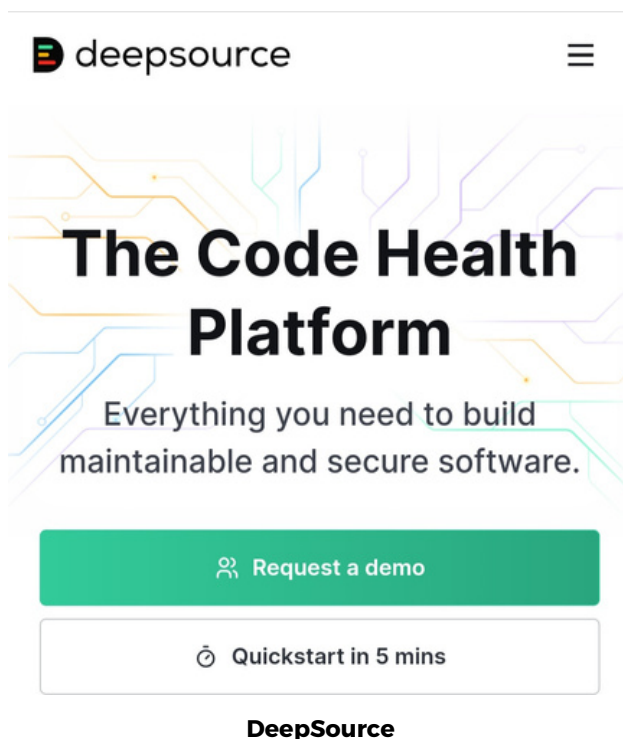 deepsource
The Code Health
Platform
Everything you need to build
maintainable and secure software.
Request a demo
Quickstart in 5 mins
DeepSource